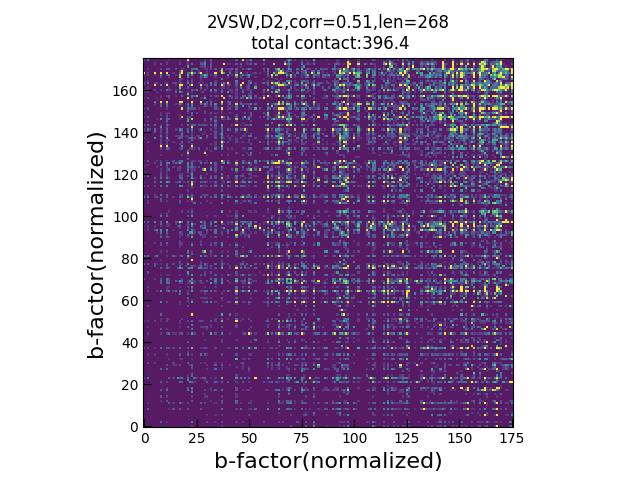 2VSW,D2,corr=0.51,len=268
total contact:396.4
160
140
120
100
80
60
40
20
0
b-factor(normalized)
0 25 50 75 100 125 150 175
b-factor(normalized)